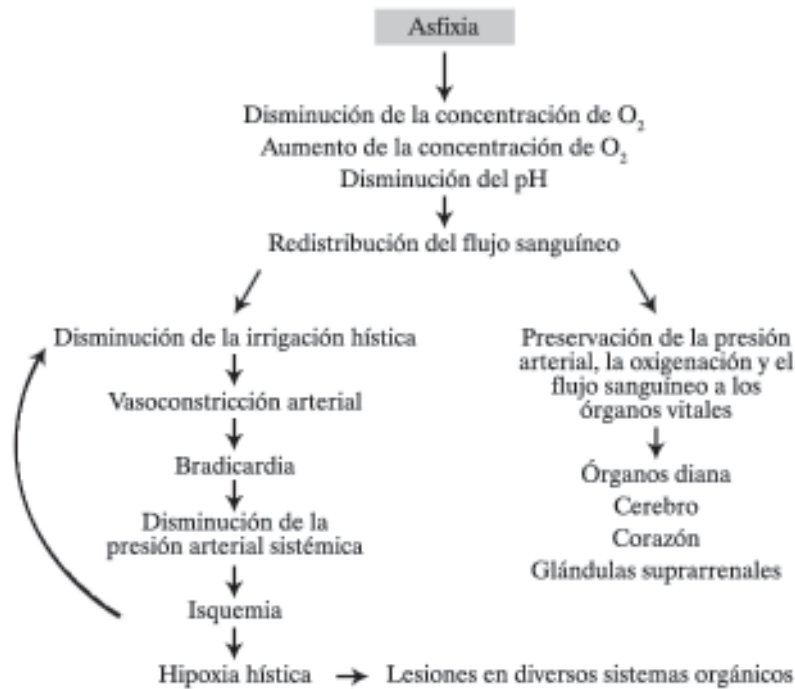 Asfixia
Disminución de la concentración de O₂
Aumento de la concentración de O₂
Disminución del pH
Redistribución del flujo sanguíneo
Disminución de la irrigación hística
Vasoconstricción arterial
Bradicardia
Disminución de la
presión arterial sistémica
Isquemia
Hipoxia hística
Lesiones en diversos sistemas orgánicos
Preservación de la presión
arterial, la oxigenación y el
flujo sanguíneo a los
órganos vitales
Órganos diana
Cerebro
Corazón
Glándulas suprarrenales